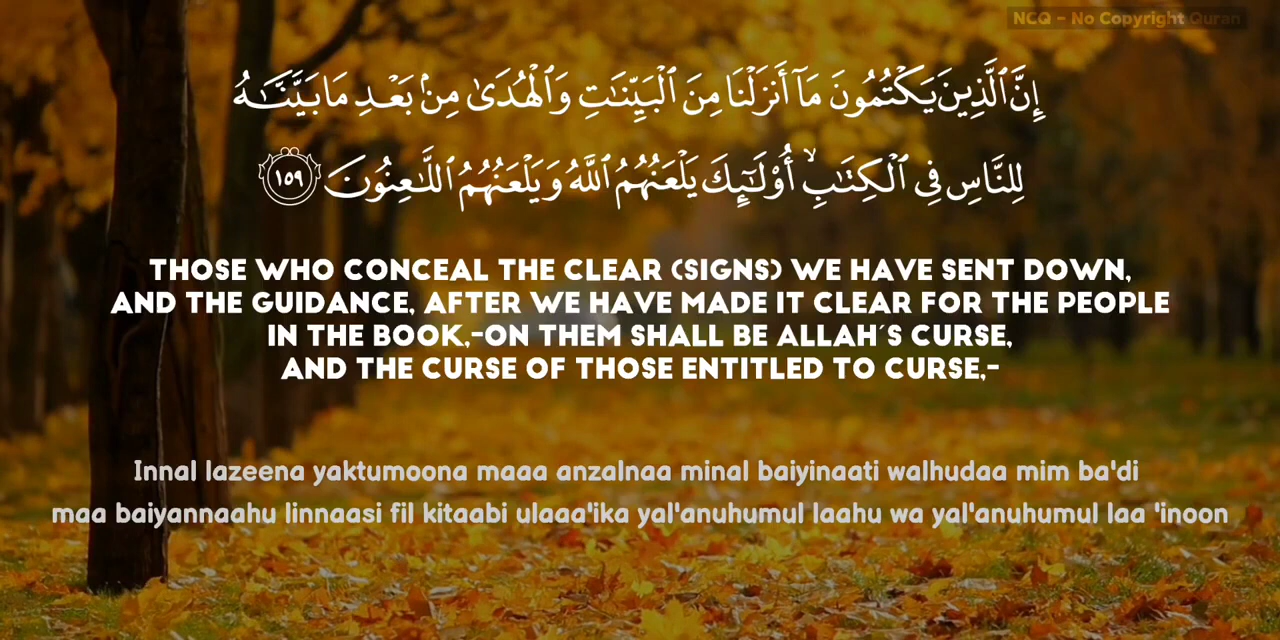 NCQ - No Copyright Quran
إِنَّ ٱلَّذِينَ يَكْتُمُونَ مَآ أَنزَلْنَا مِنَ ٱلْبَيِّنَـٰتِ وَٱلْهُدَىٰ مِنۢ بَعْدِ مَا بَيَّنَّـٰهُ
لِلنَّاسِ فِى ٱلْكِتَـٰبِ ۙ أُو۟لَـٰٓئِكَ يَلْعَنُهُمُ ٱللَّهُ وَيَلْعَنُهُمُ ٱللَّـٰعِنُونَ ١٥٩
THOSE WHO CONCEAL THE CLEAR (SIGNS) WE HAVE SENT DOWN,
AND THE GUIDANCE, AFTER WE HAVE MADE IT CLEAR FOR THE PEOPLE
IN THE BOOK,-ON THEM SHALL BE ALLAH´S CURSE,
AND THE CURSE OF THOSE ENTITLED TO CURSE,-
Innal lazeena yaktumoona maaa anzalnaa minal baiyinaati walhudaa mim ba'di
maa baiyannaahu linnaasi fil kitaabi ulaaa'ika yal'anuhumul laahu wa yal'anuhumul laa 'inoon